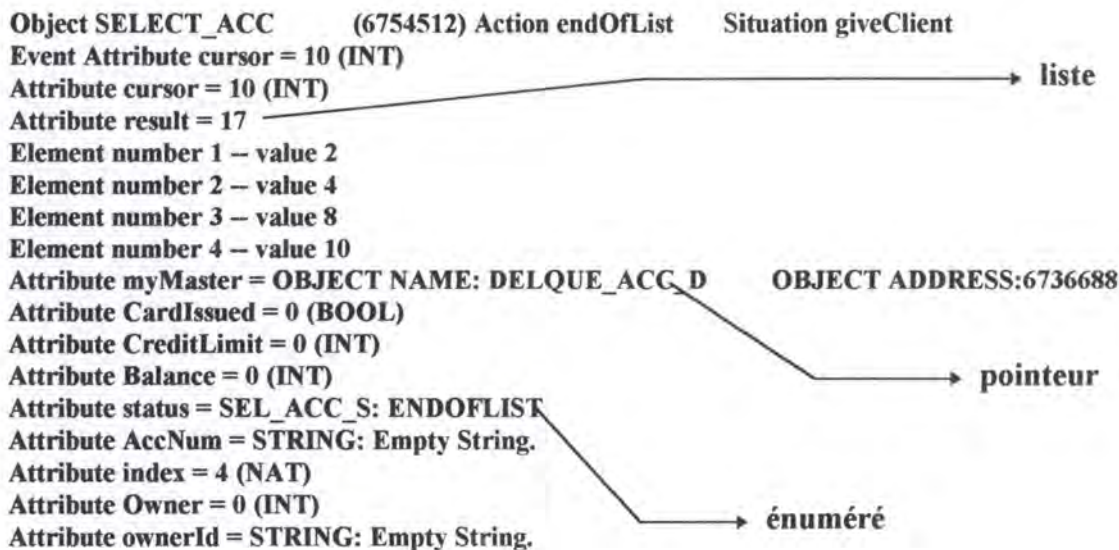 Object SELECT_ACC (6754512) Action endOfList Situation giveClient
Event Attribute cursor = 10 (INT)
Attribute cursor = 10 (INT)
liste
Attribute result = 17
Element number 1 -- value 2
Element number 2 -- value 4
Element number 3 -- value 8
Element number 4 -- value 10
Attribute myMaster = OBJECT NAME: DELQUE_ACC_D OBJECT ADDRESS:6736688
Attribute CardIssued = 0 (BOOL)
Attribute CreditLimit = 0 (INT)
Attribute Balance = 0 (INT)
pointeur
Attribute status = SEL_ACC_S: ENDOFLIST
Attribute AccNum = STRING: Empty String.
Attribute index = 4 (NAT)
Attribute Owner = 0 (INT)
énuméré
Attribute ownerId = STRING: Empty String.